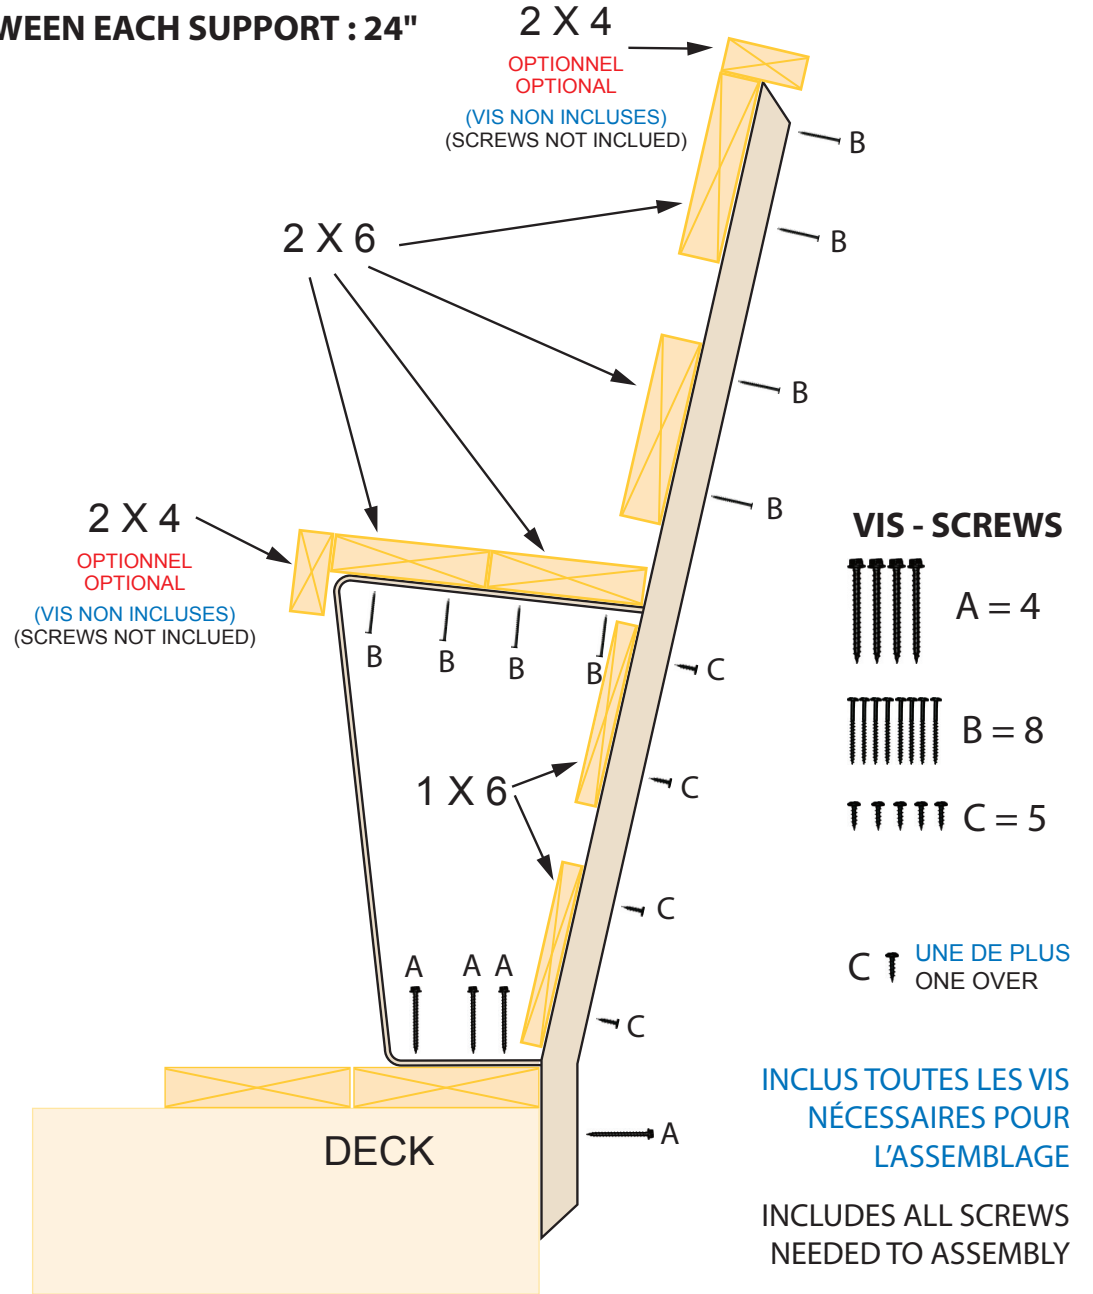 WEEN EACH SUPPORT : 24"
2 X 4
OPTIONNEL
OPTIONAL
(VIS NON INCLUSES)
(SCREWS NOT INCLUED)
B
B
2 X 6
B
B
2 X 4
OPTIONNEL
OPTIONAL
(VIS NON INCLUSES)
(SCREWS NOT INCLUED)
VIS - SCREWS
A = 4
B = 8
C = 5
B
B
B
B
C
C
1 X 6
C
C
A
A
A
C
UNE DE PLUS
ONE OVER
DECK
A
INCLUS TOUTES LES VIS
NÉCESSAIRES POUR
L'ASSEMBLAGE
INCLUDES ALL SCREWS
NEEDED TO ASSEMBLY